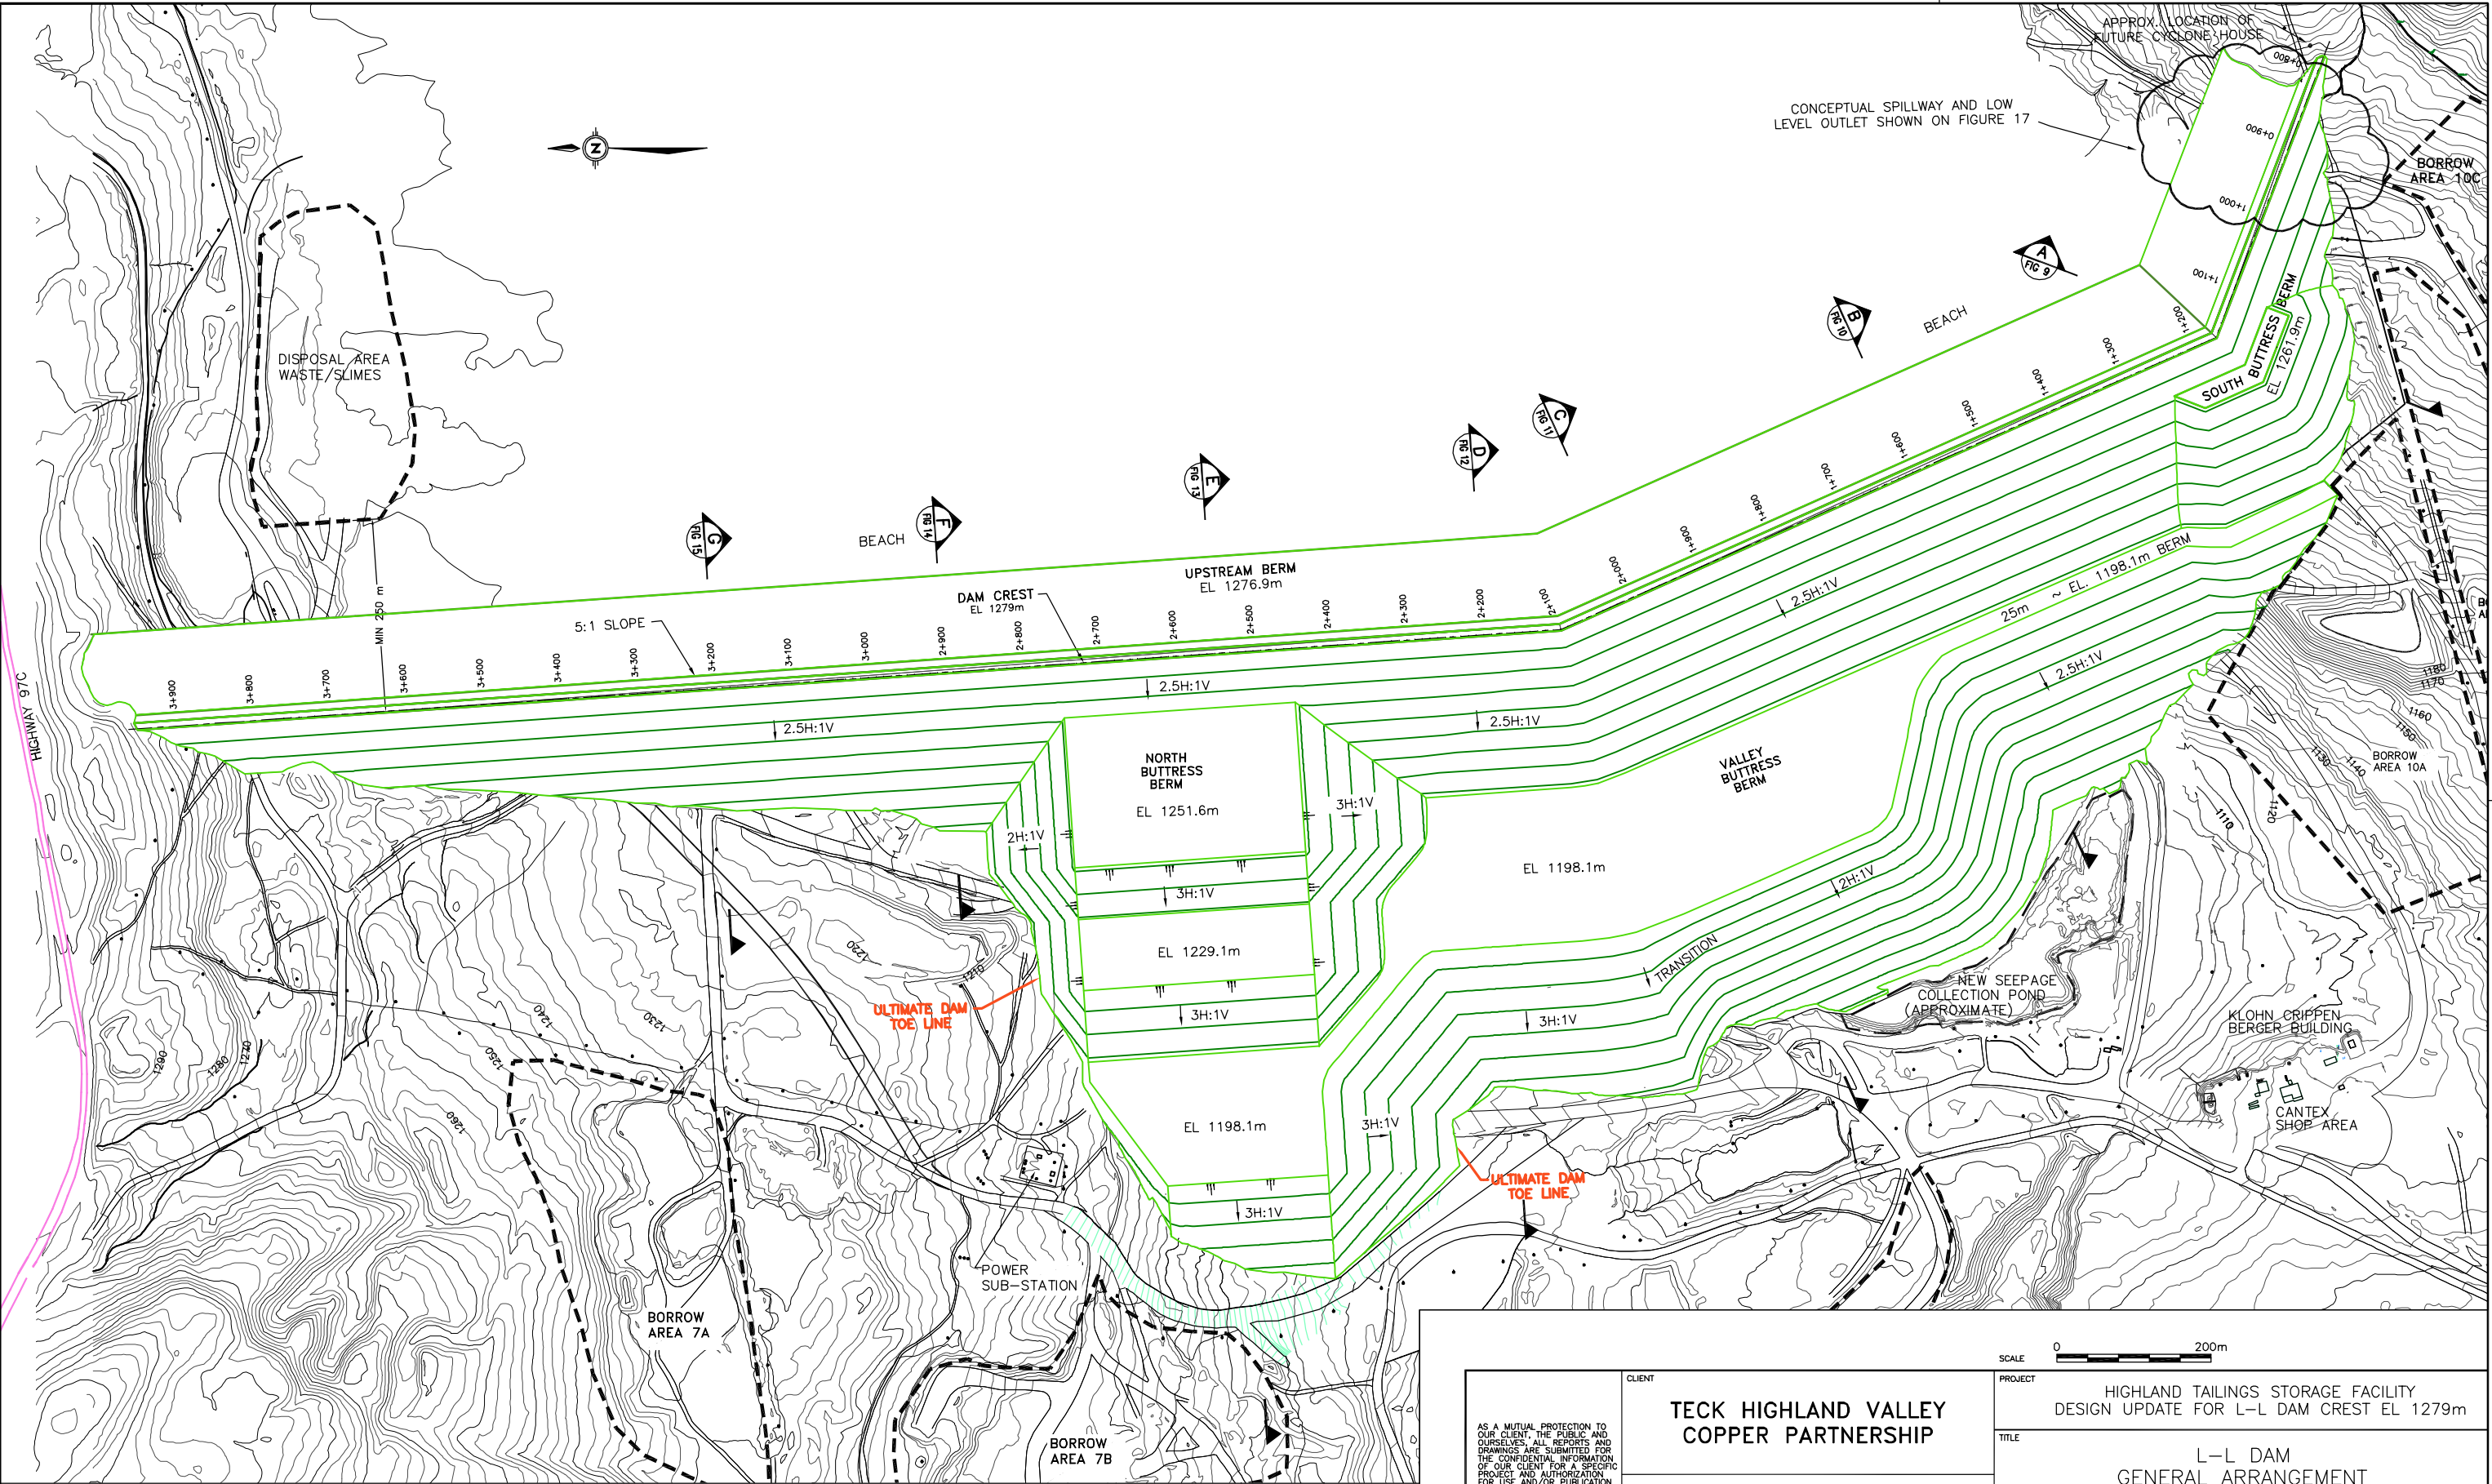 APPROX. LOCATION OF
FUTURE CYCLONE HOUSE
CONCEPTUAL SPILLWAY AND LOW
LEVEL OUTLET SHOWN ON FIGURE 17
0+800
0+900
1+000
1+100
1+200
BORROW
AREA 10C
N
A
FIG 9
B
FIG 10
C
FIG 11
D
FIG 12
E
FIG 13
F
FIG 14
G
FIG 15
BEACH
BEACH
DISPOSAL AREA
WASTE/SLIMES
SOUTH BUTTRESS BERM
EL 1261.9m
1+300
1+400
1+500
1+600
1+700
1+800
1+900
2+000
2+100
2+200
2+300
2+400
2+500
2+600
2+700
2+800
2+900
3+000
3+100
3+200
3+300
3+400
3+500
3+600
3+700
3+800
3+900
UPSTREAM BERM
EL 1276.9m
DAM CREST
EL 1279m
5:1 SLOPE
MIN 250 m
HIGHWAY 97C
2.5H:1V
2.5H:1V
2.5H:1V
2.5H:1V
2.5H:1V
25m ~ EL. 1198.1m BERM
NORTH
BUTTRESS
BERM
EL 1251.6m
VALLEY
BUTTRESS
BERM
EL 1198.1m
2H:1V
3H:1V
3H:1V
2H:1V
EL 1229.1m
3H:1V
TRANSITION
3H:1V
EL 1198.1m
3H:1V
3H:1V
ULTIMATE DAM
TOE LINE
ULTIMATE DAM
TOE LINE
NEW SEEPAGE
COLLECTION POND
(APPROXIMATE)
KLOHN CRIPPEN
BERGER BUILDING
CANTEX
SHOP AREA
BORROW
AREA 10A
1180
1170
1160
1150
1140
1130
1120
1110
1220
1210
1230
1240
1250
1260
1270
1280
1290
POWER
SUB-STATION
BORROW
AREA 7A
BORROW
AREA 7B
SCALE
0 200m
AS A MUTUAL PROTECTION TO
OUR CLIENT, THE PUBLIC AND
OURSELVES, ALL REPORTS AND
DRAWINGS ARE SUBMITTED FOR
THE CONFIDENTIAL INFORMATION
OF OUR CLIENT FOR A SPECIFIC
PROJECT AND AUTHORIZATION
FOR USE AND/OR PUBLICATION
CLIENT
TECK HIGHLAND VALLEY
COPPER PARTNERSHIP
PROJECT
HIGHLAND TAILINGS STORAGE FACILITY
DESIGN UPDATE FOR L-L DAM CREST EL 1279m
TITLE
L-L DAM
GENERAL ARRANGEMENT